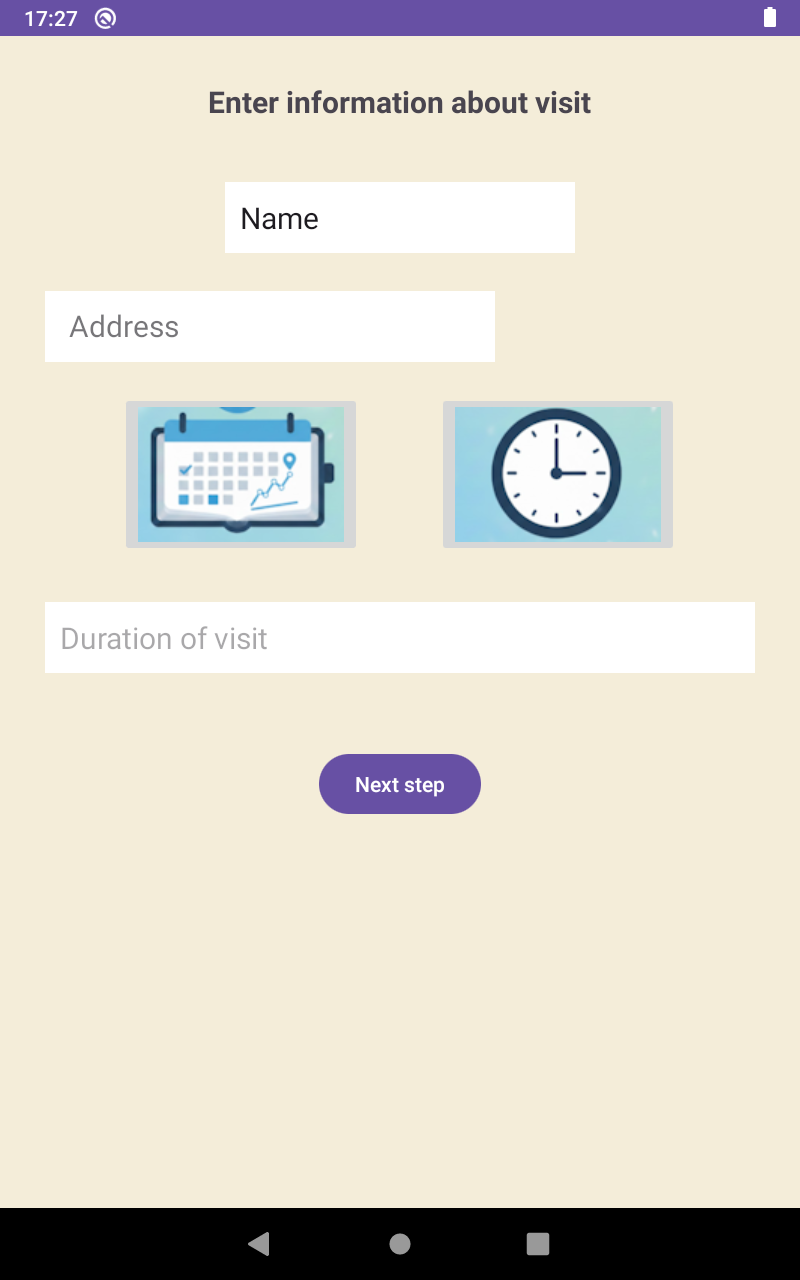 17:27
Enter information about visit
Name
Address
Duration of visit
Next step